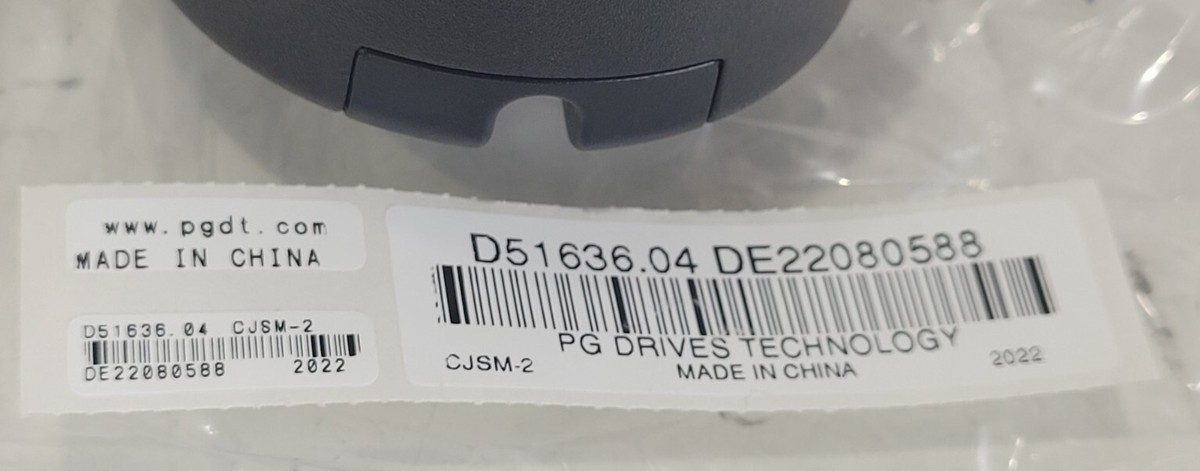 www.pgdt.com
MADE IN CHINA
D51636.04 CJSM-2
DE22080588 2022
D51636.04 DE22080588
PG DRIVES TECHNOLOGY
CJSM-2 MADE IN CHINA 2022